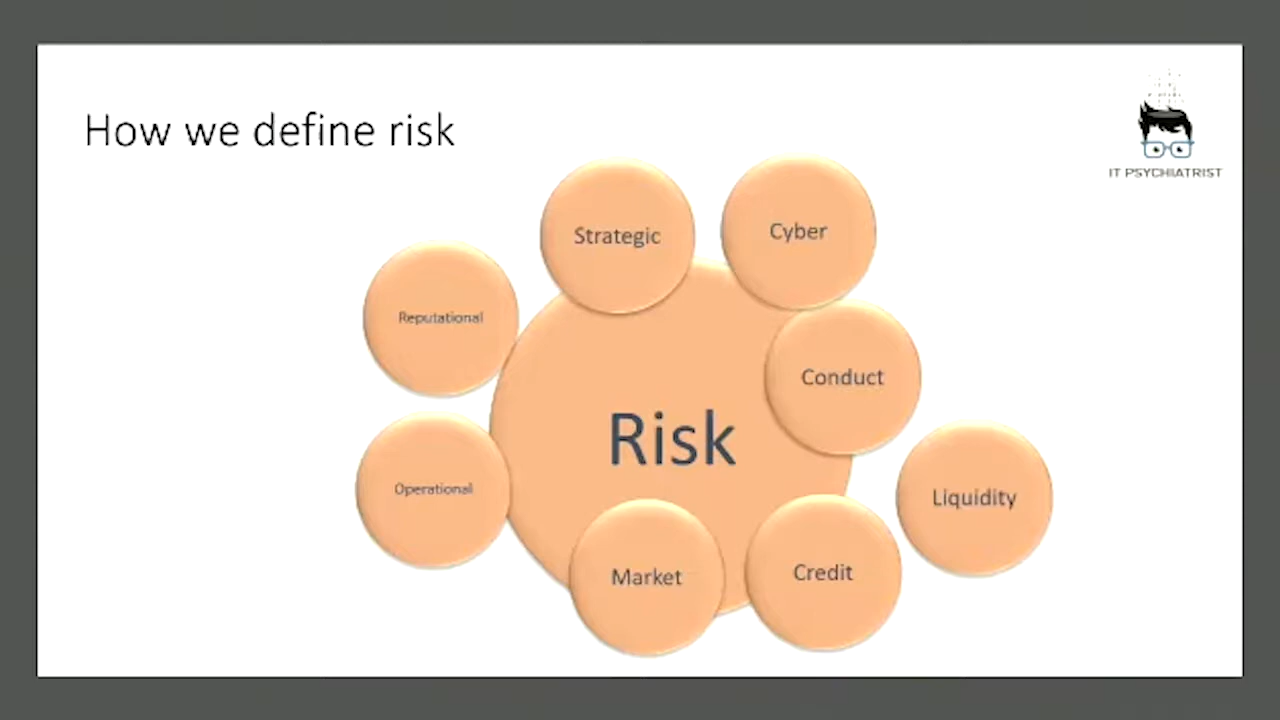 How we define risk
IT PSYCHIATRIST
Strategic
Cyber
Reputational
Conduct
Risk
Operational
Liquidity
Market
Credit